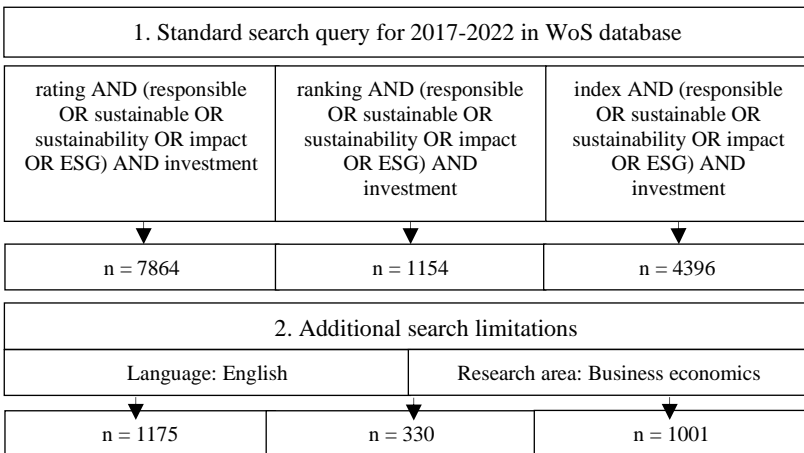 1. Standard search query for 2017-2022 in WoS database
rating AND (responsible
OR sustainable OR
sustainability OR impact
OR ESG) AND investment
ranking AND (responsible
OR sustainable OR
sustainability OR impact
OR ESG) AND
investment
index AND (responsible
OR sustainable OR
sustainability OR impact
OR ESG) AND
investment
n = 7864
n = 1154
n = 4396
2. Additional search limitations
Language: English
Research area: Business economics
n = 1175
n = 330
n = 1001